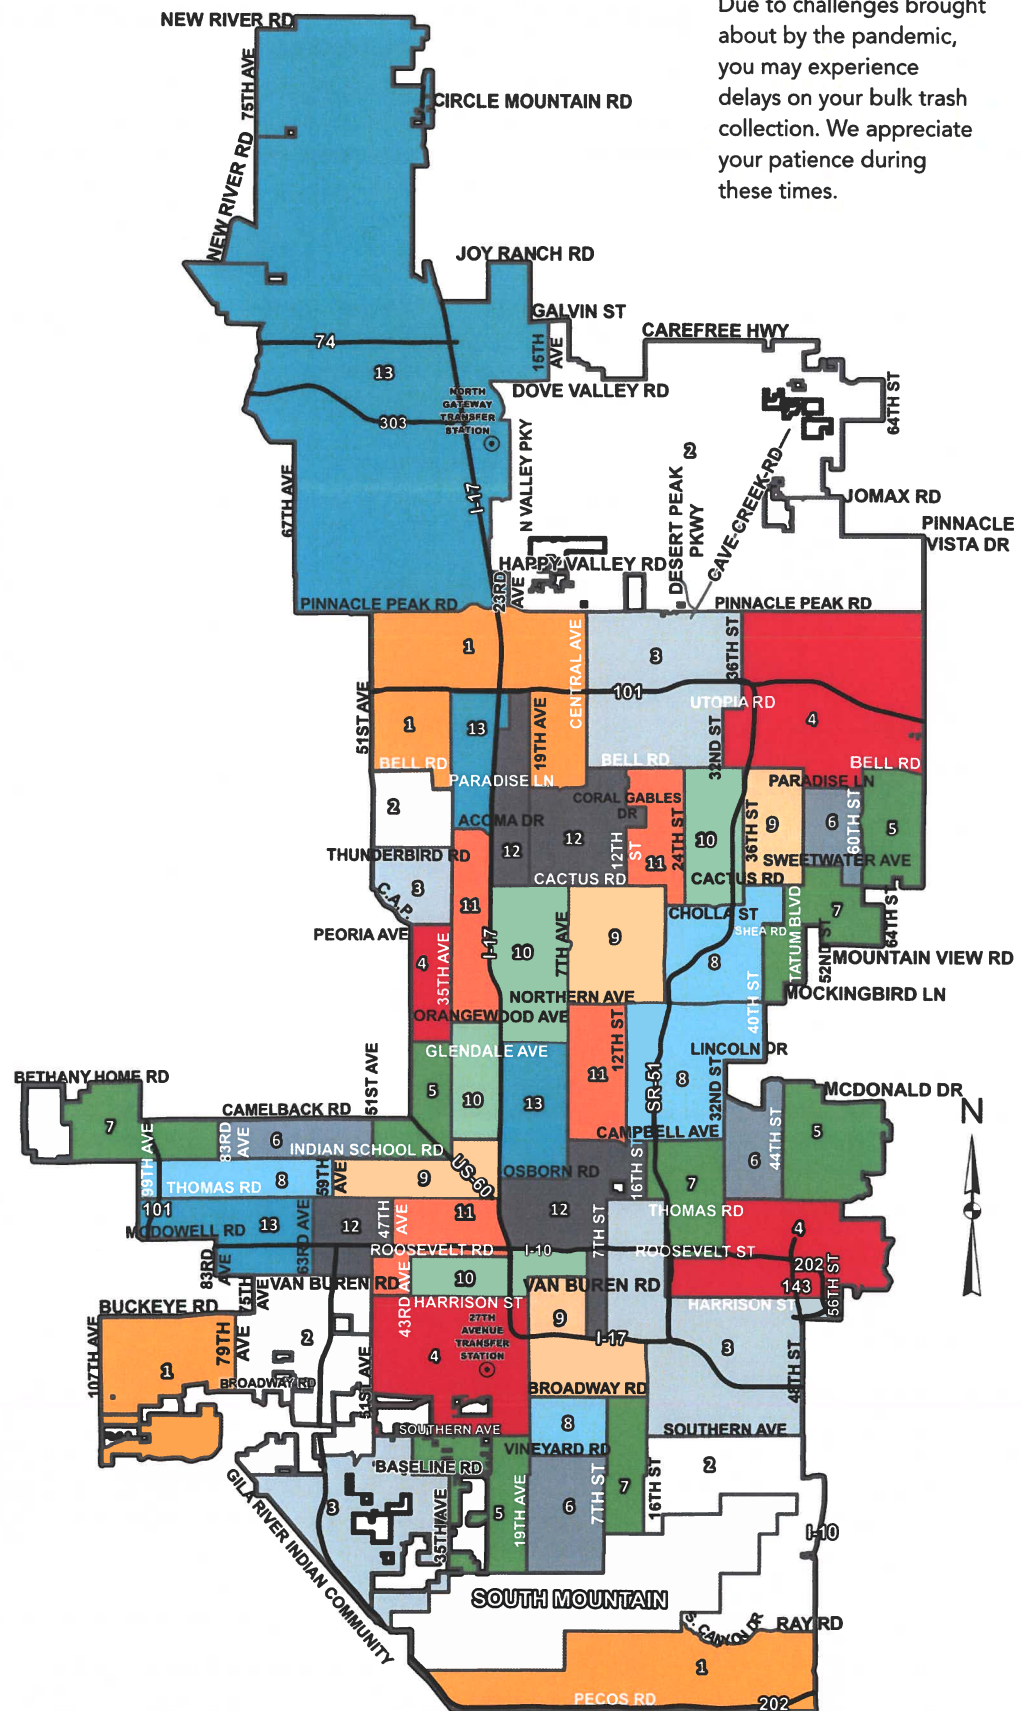 Due to challenges brought
about by the pandemic,
you may experience
delays on your bulk trash
collection. We appreciate
your patience during
these times.
NEW RIVER RD
75TH AVE
CIRCLE MOUNTAIN RD
NEW RIVER RD
JOY RANCH RD
GALVIN ST
15TH AVE
CAREFREE HWY
74
13
DOVE VALLEY RD
64TH ST
NORTH
GATEWAY
TRANSFER
STATION
303
N VALLEY PKY
2
67TH AVE
I-17
DESERT PEAK
PKWY
CAVE-CREEK-RD
JOMAX RD
PINNACLE
VISTA DR
HAPPY VALLEY RD
23RD
AVE
PINNACLE PEAK RD
PINNACLE PEAK RD
1
CENTRAL AVE
3
36TH ST
101
UTOPIA RD
51ST AVE
1
13
19TH AVE
32ND ST
4
BELL RD
BELL RD
BELL RD
PARADISE LN
PARADISE LN
2
CORAL GABLES
DR
ACOMA DR
12
12
12TH
ST
11
24TH ST
10
36TH ST
9
6
60TH ST
5
THUNDERBIRD RD
SWEETWATER AVE
3
CACTUS RD
CACTUS RD
C.A.P.
11
CHOLLA ST
7
64TH ST
PEORIA AVE
SHEA RD
TATUM BLVD
52ND ST
4
35TH AVE
I-17
10
7TH AVE
9
8
MOUNTAIN VIEW RD
NORTHERN AVE
40TH ST
MOCKINGBIRD LN
ORANGEWOOD AVE
GLENDALE AVE
12TH ST
LINCOLN DR
51ST AVE
BETHANY HOME RD
5
10
13
11
SR-51
8
32ND ST
MCDONALD DR
N
CAMELBACK RD
7
99TH AVE
83RD
AVE
6
INDIAN SCHOOL RD
CAMPBELL AVE
44TH ST
5
6
US-60
OSBORN RD
16TH ST
THOMAS RD
8
59TH
AVE
9
7
101
MCDOWELL RD
13
63RD AVE
12
47TH
AVE
11
12
7TH ST
THOMAS RD
4
ROOSEVELT RD
I-10
ROOSEVELT ST
83RD
AVE
75TH
AVE
VAN BUREN RD
43RD AVE
10
VAN BUREN RD
202
143
56TH ST
BUCKEYE RD
HARRISON ST
HARRISON ST
107TH AVE
1
79TH
AVE
2
27TH
AVENUE
TRANSFER
STATION
9
I-17
3
4
48TH ST
BROADWAY RD
51ST AVE
BROADWAY RD
SOUTHERN AVE
8
SOUTHERN AVE
VINEYARD RD
BASELINE RD
2
GILA RIVER INDIAN COMMUNITY
3
35TH AVE
5
19TH AVE
6
7TH ST
7
16TH ST
I-10
SOUTH MOUNTAIN
S. CANYON DR
RAY RD
1
PECOS RD
202